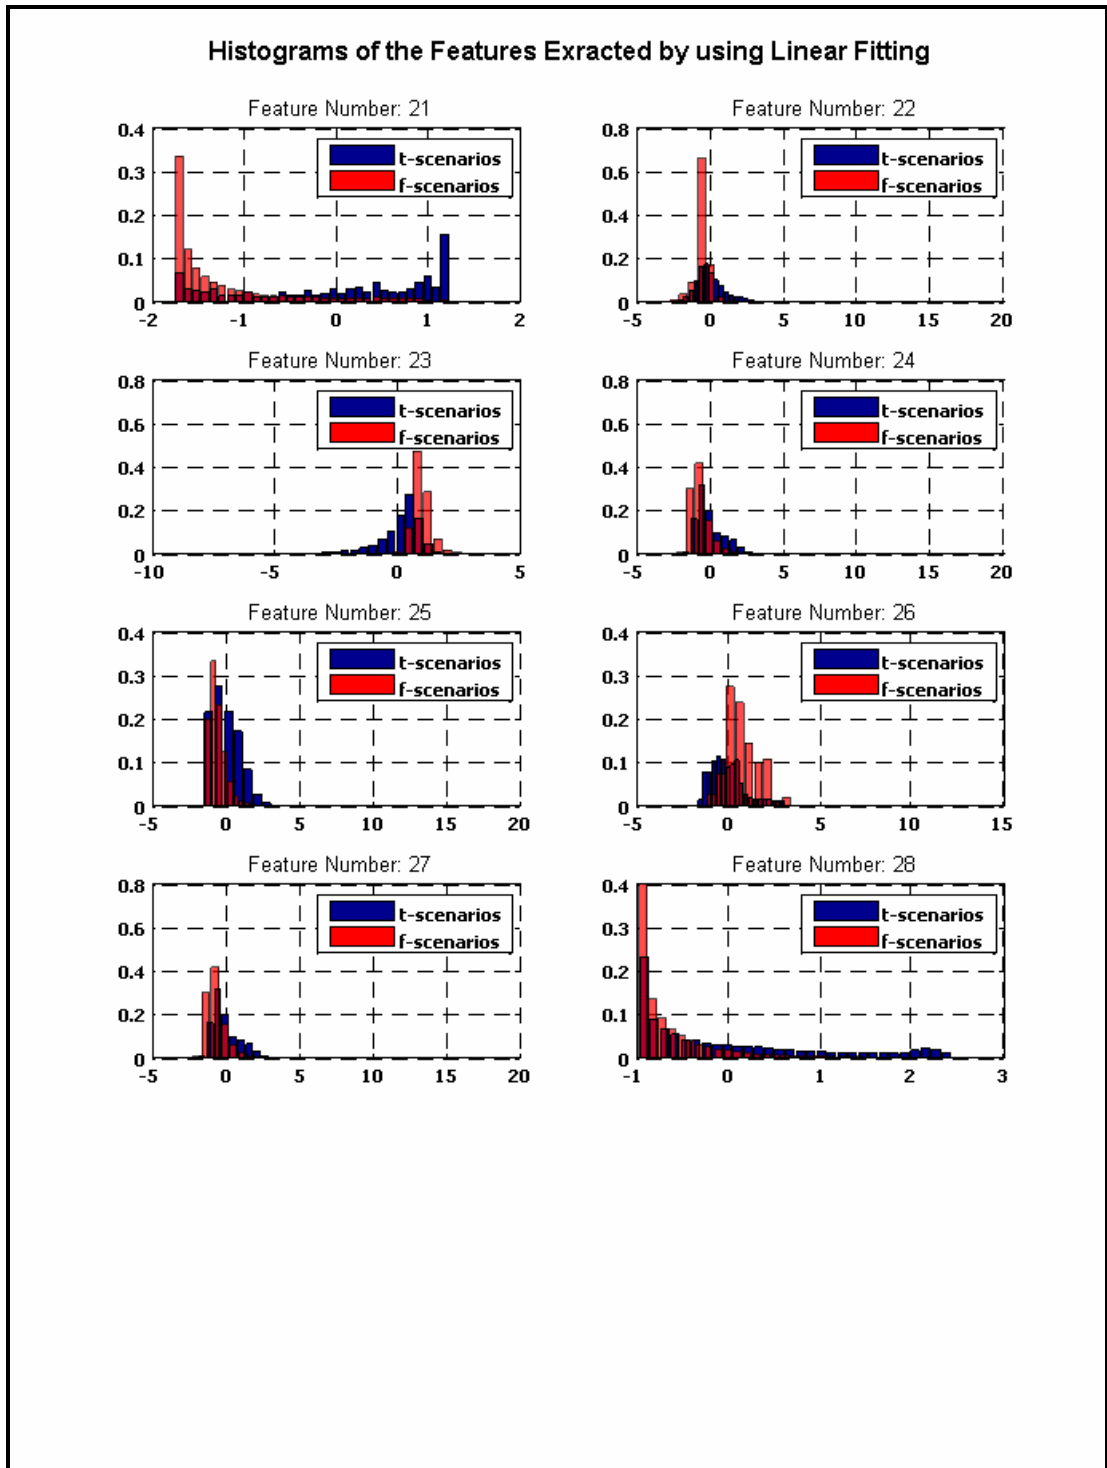 Histograms of the Features Exracted by using Linear Fitting
Feature Number: 21
0.4
0.3
0.2
0.1
0
t-scenarios
f-scenarios
-2 -1 0 1 2
Feature Number: 22
0.8
0.6
0.4
0.2
0
t-scenarios
f-scenarios
-5 0 5 10 15 20
Feature Number: 23
0.8
0.6
0.4
0.2
0
t-scenarios
f-scenarios
-10 -5 0 5
Feature Number: 24
0.8
0.6
0.4
0.2
0
t-scenarios
f-scenarios
-5 0 5 10 15 20
Feature Number: 25
0.4
0.3
0.2
0.1
0
t-scenarios
f-scenarios
-5 0 5 10 15 20
Feature Number: 26
0.4
0.3
0.2
0.1
0
t-scenarios
f-scenarios
-5 0 5 10 15
Feature Number: 27
0.8
0.6
0.4
0.2
0
t-scenarios
f-scenarios
-5 0 5 10 15 20
Feature Number: 28
0.4
0.3
0.2
0.1
0
t-scenarios
f-scenarios
-1 0 1 2 3